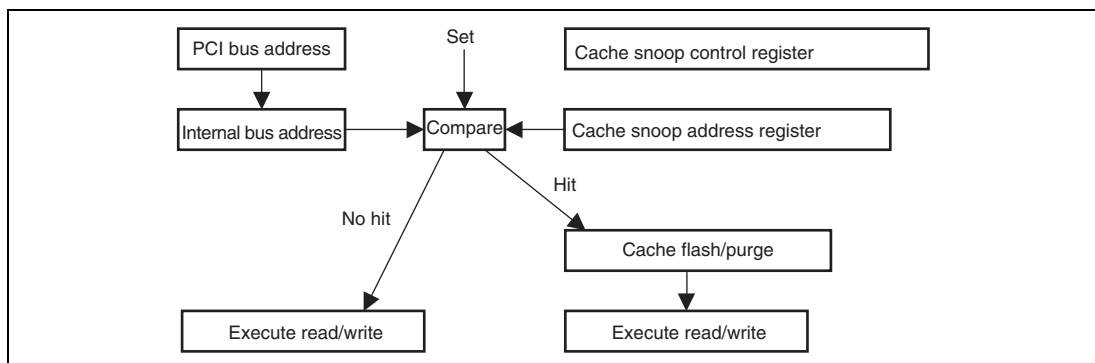 PCI bus address
Set
Cache snoop control register
Internal bus address
Compare
Cache snoop address register
Hit
No hit
Cache flash/purge
Execute read/write
Execute read/write